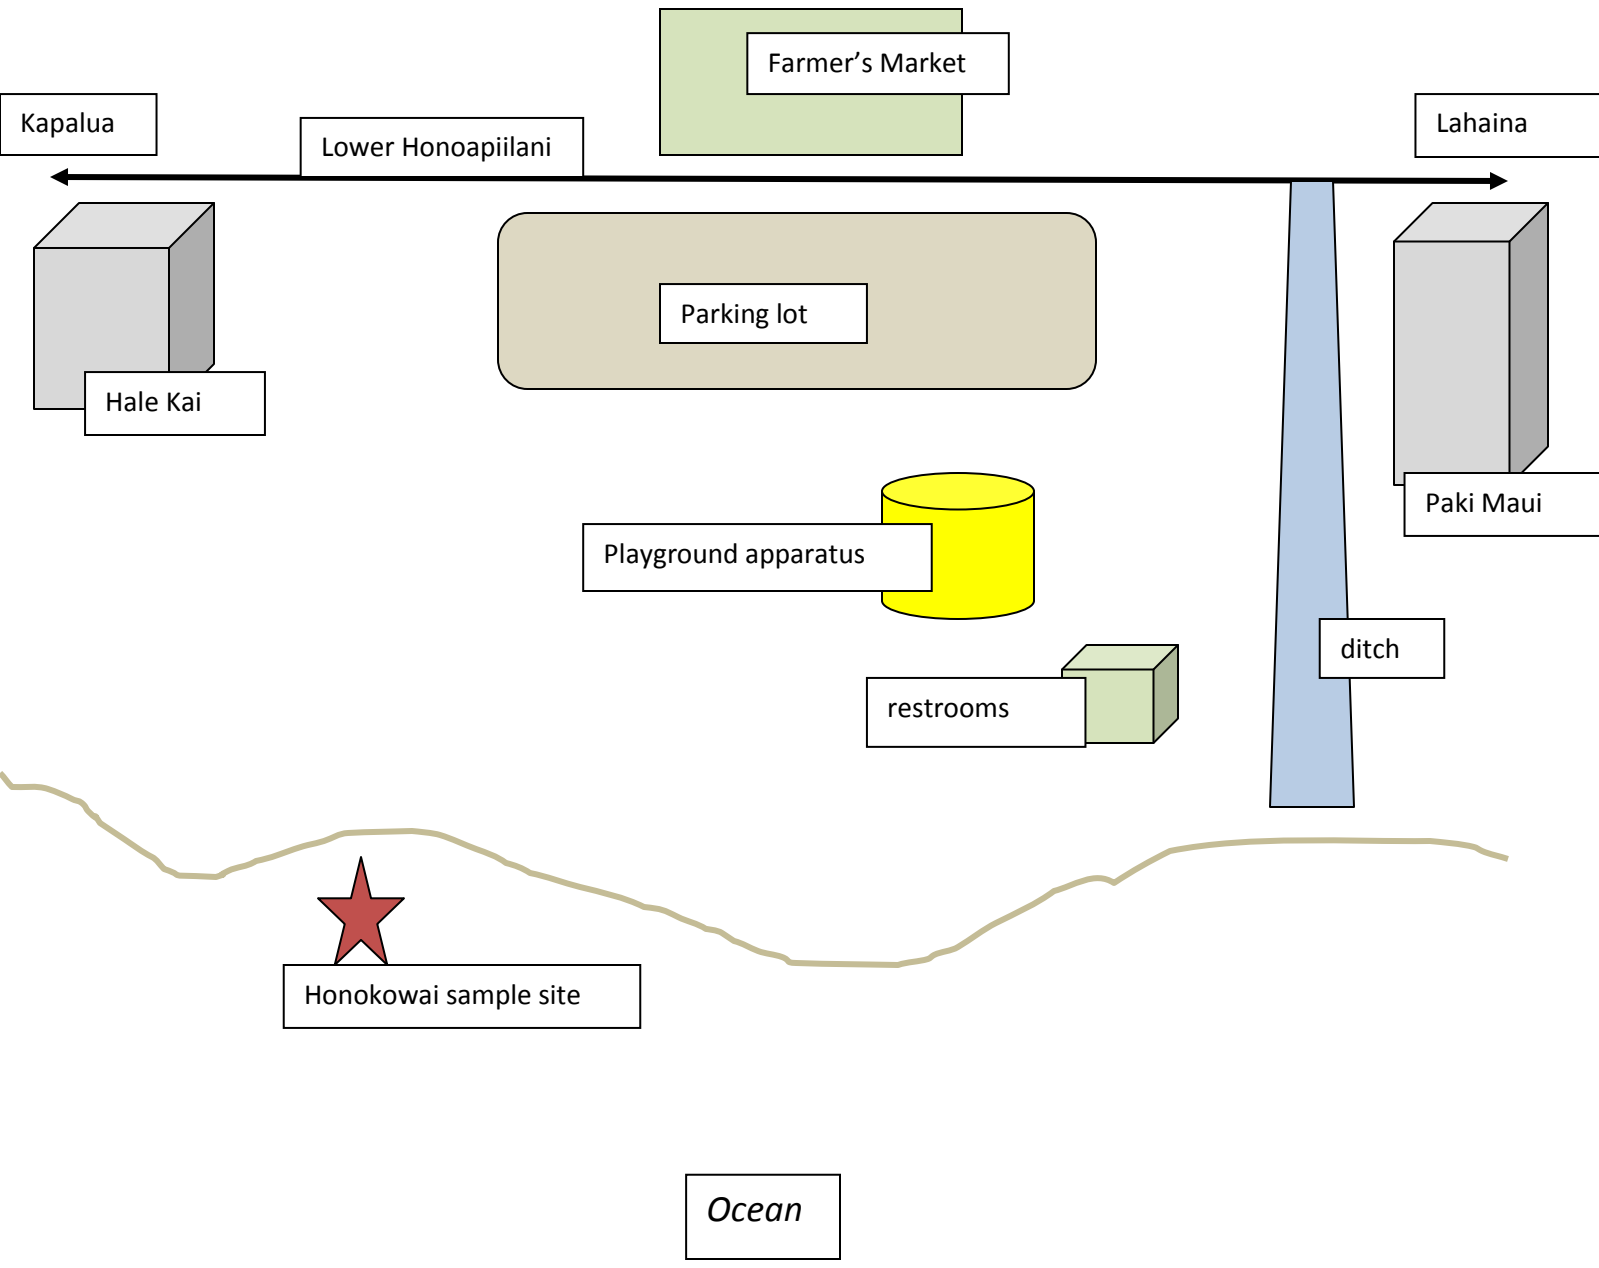 Farmer’s Market
Kapalua
Lahaina
Lower Honoapiilani
Parking lot
Hale Kai
Paki Maui
Playground apparatus
ditch
restrooms
Honokowai sample site
Ocean